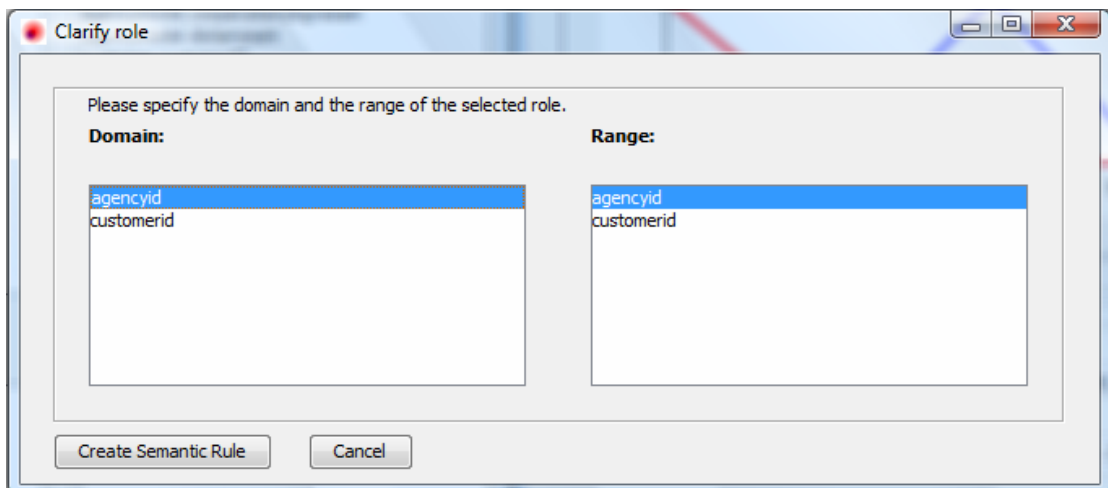 Clarify role
Please specify the domain and the range of the selected role.
Domain: Range:
agencyid agencyid
customerid customerid
Create Semantic Rule Cancel